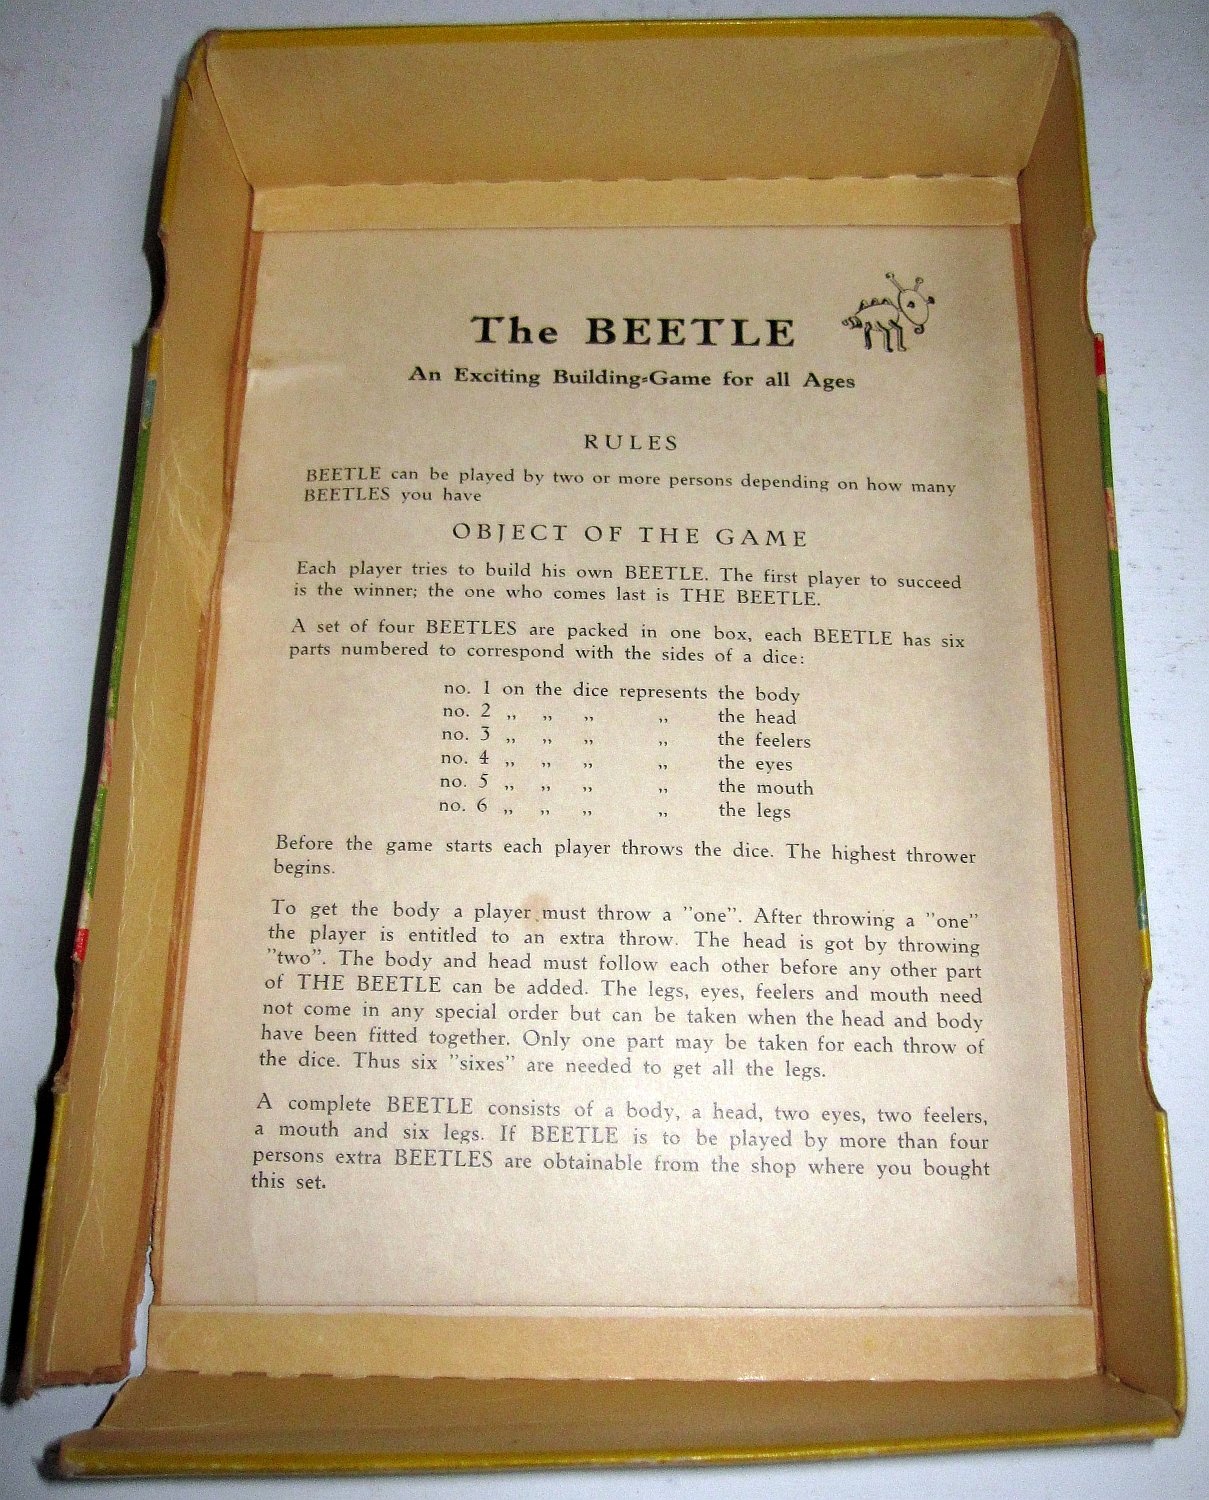 The BEETLE
An Exciting Building-Game for all Ages
RULES
BEETLE can be played by two or more persons depending on how many
BEETLES you have
OBJECT OF THE GAME
Each player tries to build his own BEETLE. The first player to succeed
is the winner; the one who comes last is THE BEETLE.
A set of four BEETLES are packed in one box, each BEETLE has six
parts numbered to correspond with the sides of a dice:
no. 1 on the dice represents the body
no. 2 „ „ „ „ the head
no. 3 „ „ „ „ the feelers
no. 4 „ „ „ „ the eyes
no. 5 „ „ „ „ the mouth
no. 6 „ „ „ „ the legs
Before the game starts each player throws the dice. The highest thrower
begins.
To get the body a player must throw a ”one”. After throwing a ”one”
the player is entitled to an extra throw. The head is got by throwing
”two”. The body and head must follow each other before any other part
of THE BEETLE can be added. The legs, eyes, feelers and mouth need
not come in any special order but can be taken when the head and body
have been fitted together. Only one part may be taken for each throw of
the dice. Thus six ”sixes” are needed to get all the legs.
A complete BEETLE consists of a body, a head, two eyes, two feelers,
a mouth and six legs. If BEETLE is to be played by more than four
persons extra BEETLES are obtainable from the shop where you bought
this set.